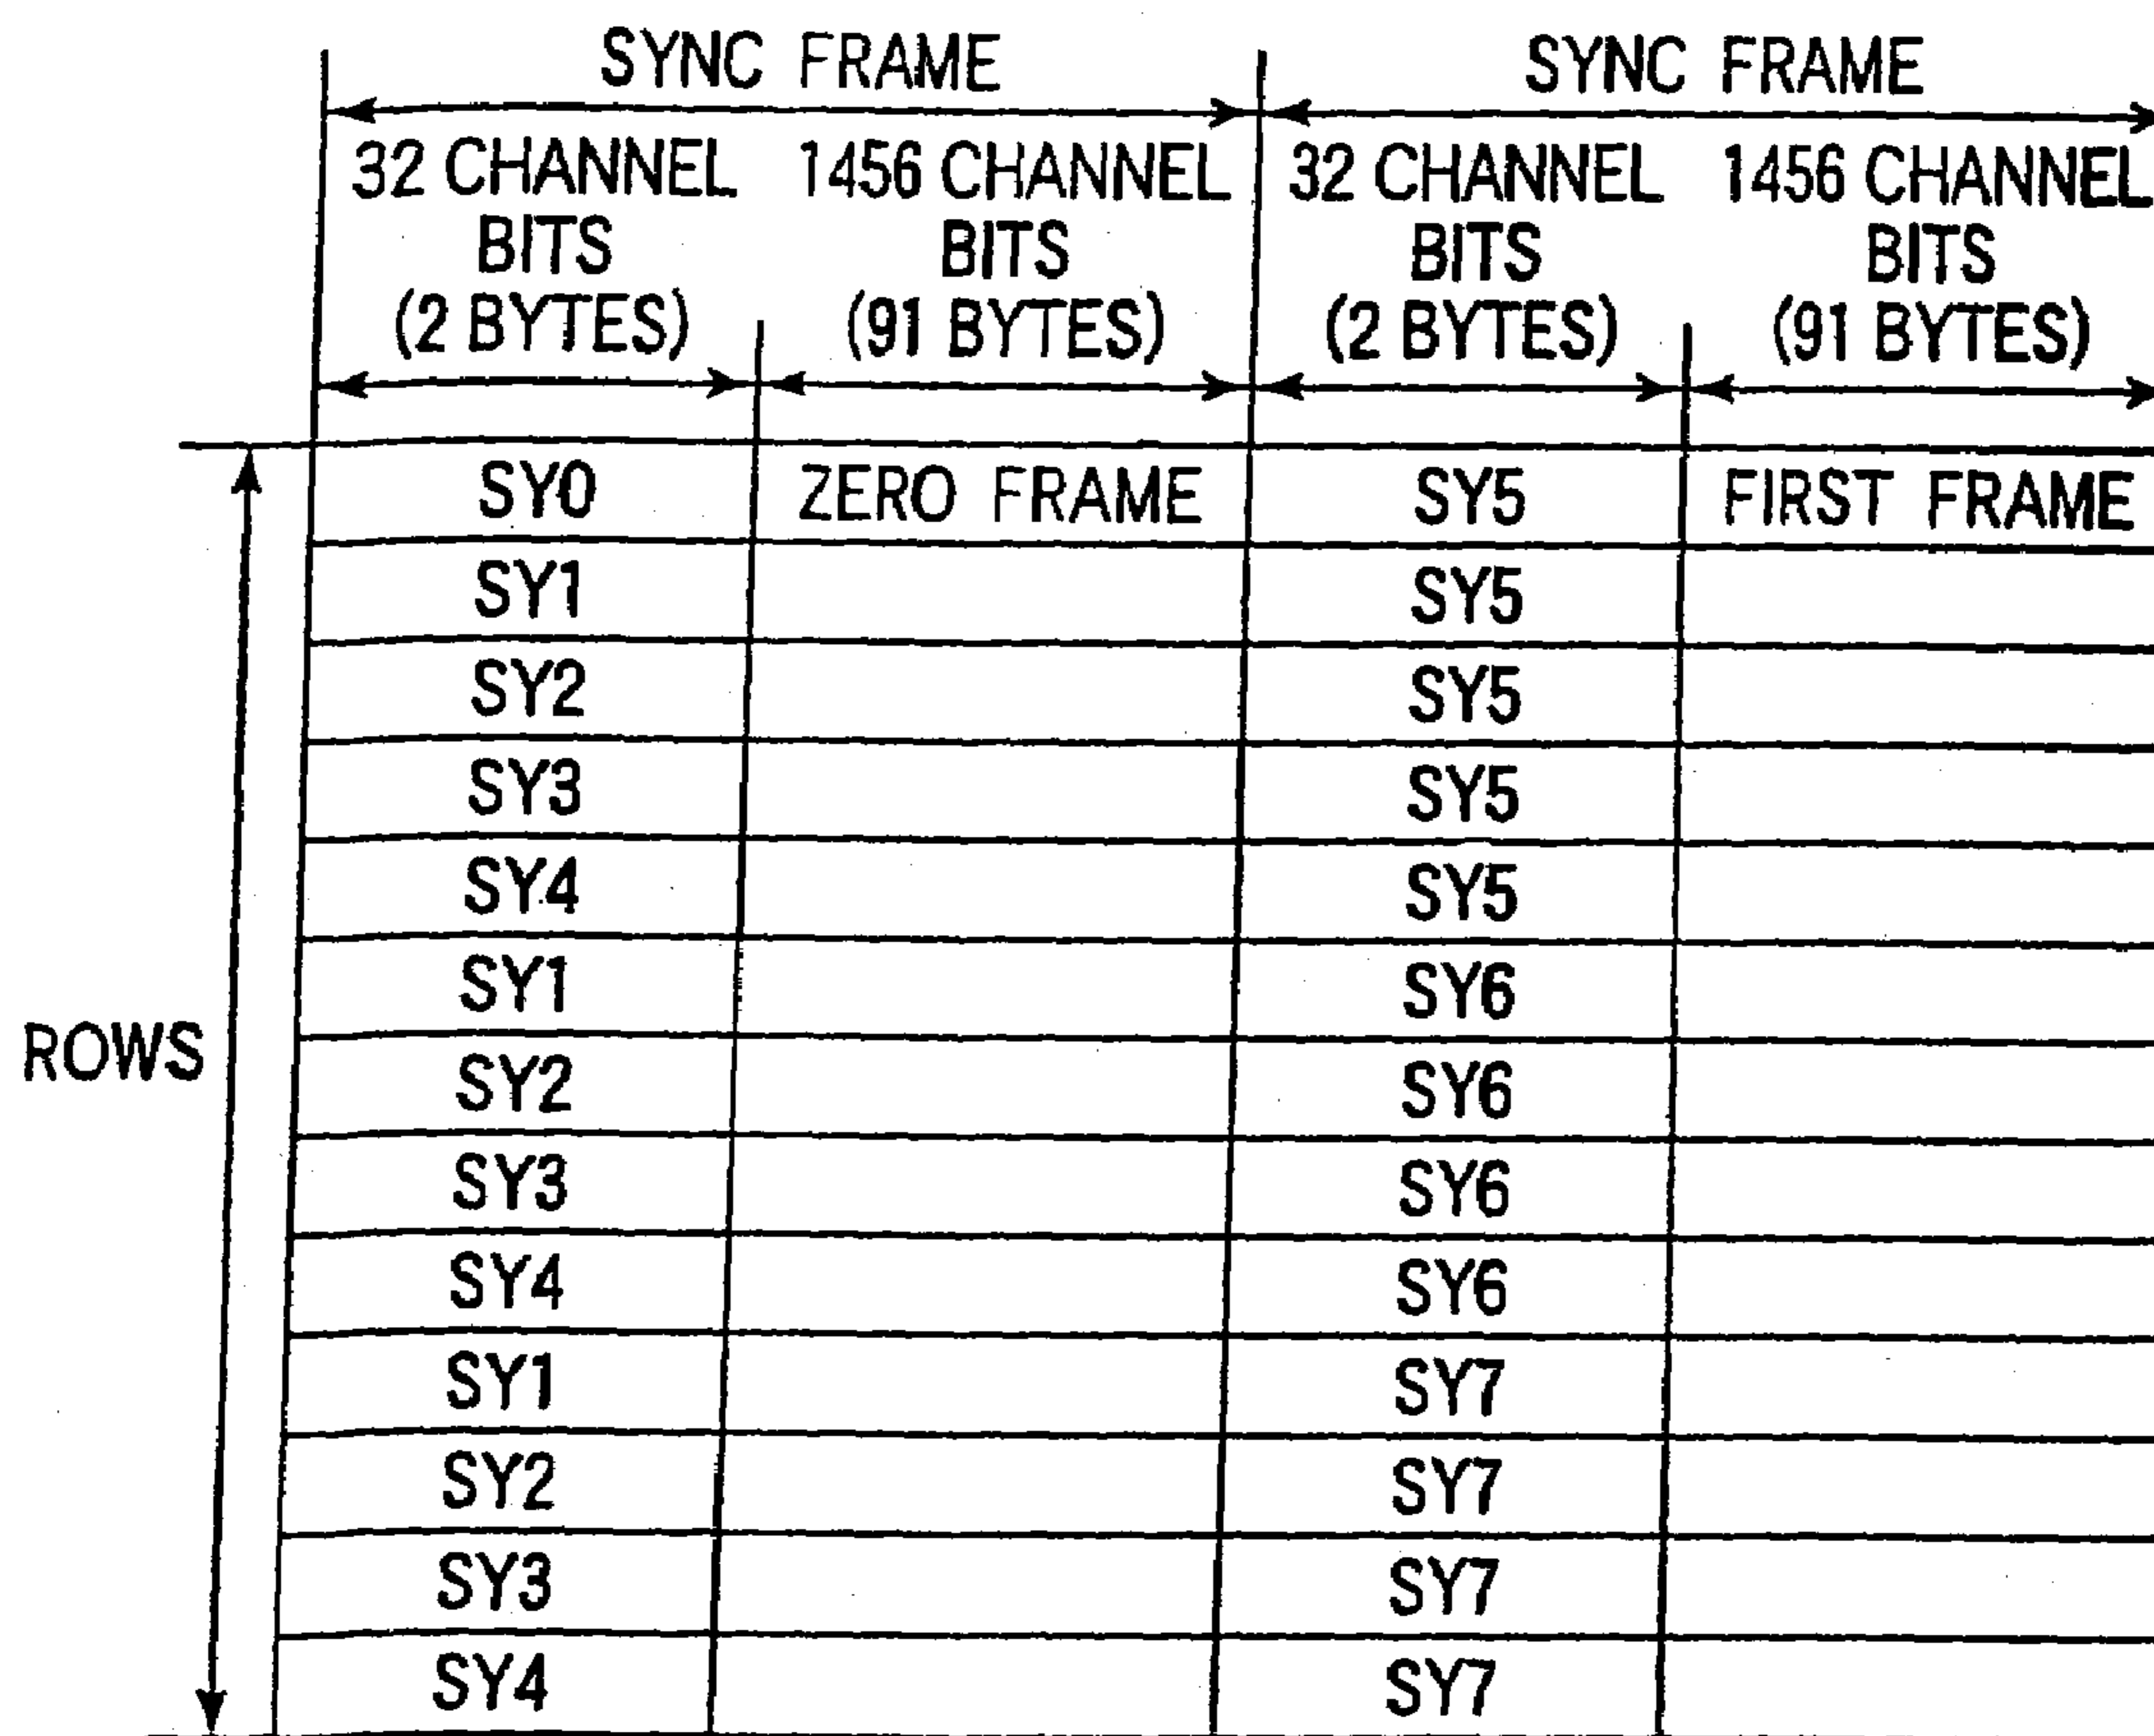 SYNC FRAME SYNC FRAME
32 CHANNEL 1456 CHANNEL 32 CHANNEL 1456 CHANNEL
BITS BITS BITS BITS
(2 BYTES) (91 BYTES) (2 BYTES) (91 BYTES)
SY0 ZERO FRAME SY5 FIRST FRAME
SY1 SY5
SY2 SY5
SY3 SY5
SY4 SY5
SY1 SY6
ROWS
SY2 SY6
SY3 SY6
SY4 SY6
SY1 SY7
SY2 SY7
SY3 SY7
SY4 SY7